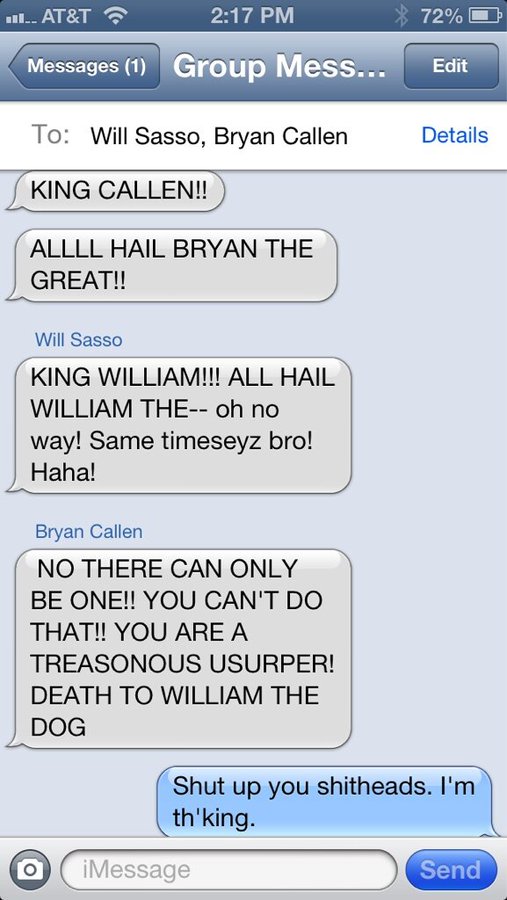 AT&T 2:17 PM 72%
Messages (1) Group Mess... Edit
To: Will Sasso, Bryan Callen Details
KING CALLEN!!
ALLLL HAIL BRYAN THE
GREAT!!
Will Sasso
KING WILLIAM!!! ALL HAIL
WILLIAM THE-- oh no
way! Same timeseyz bro!
Haha!
Bryan Callen
NO THERE CAN ONLY
BE ONE!! YOU CAN'T DO
THAT!! YOU ARE A
TREASONOUS USURPER!
DEATH TO WILLIAM THE
DOG
Shut up you shitheads. I'm
th'king.
iMessage Send